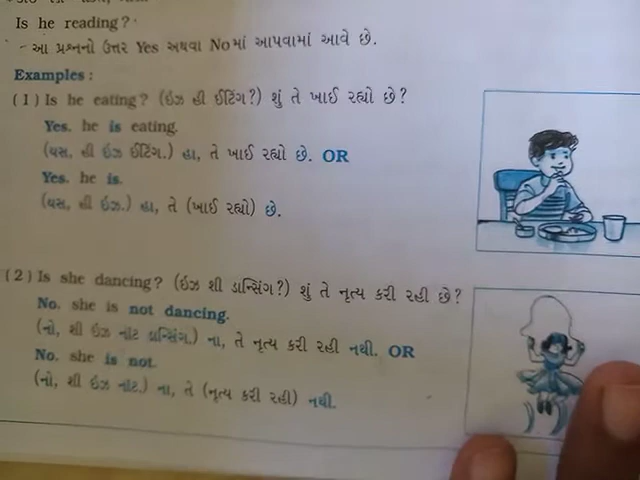 Is he reading?
- આ પ્રશ્નનો ઉત્તર Yes અથવા No માં આપવામાં આવે છે.
Examples :
(1) Is he eating? (ઇઝ હી ઈટિંગ?) શું તે ખાઈ રહ્યો છે?
Yes. he is eating.
(યસ, હી ઇઝ ઈટિંગ.) હા, તે ખાઈ રહ્યો છે. OR
Yes. he is.
(યસ, હી ઇઝ.) હા, તે (ખાઈ રહ્યો) છે.
(2) Is she dancing? (ઇઝ શી ડાન્સિંગ?) શું તે નૃત્ય કરી રહી છે?
No. she is not dancing.
(નો, શી ઇઝ નૉટ ડાન્સિંગ.) ના, તે નૃત્ય કરી રહી નથી. OR
No. she is not.
(નો, શી ઇઝ નૉટ.) ના, તે (નૃત્ય કરી રહી) નથી.